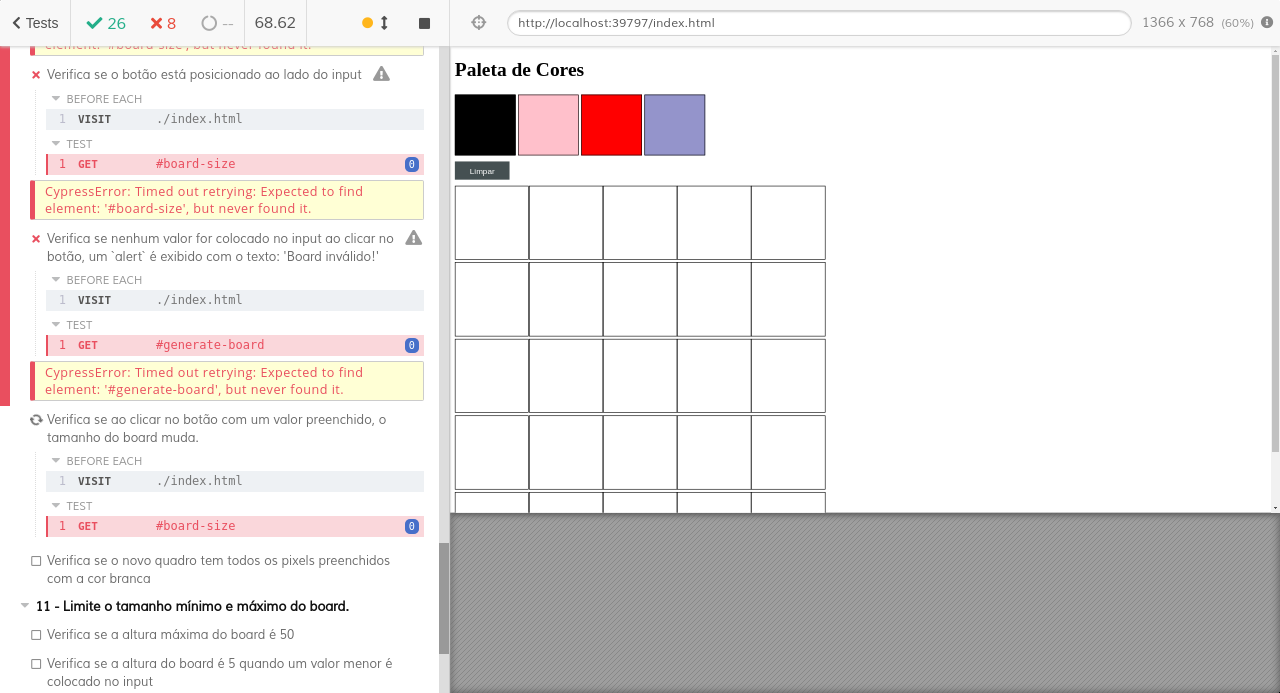 Tests
26
8
--
68.62
http://localhost:39797/index.html
1366 x 768 (60%)
element: '#board-size', but never found it.
Verifica se o botão está posicionado ao lado do input
BEFORE EACH
1 VISIT ./index.html
TEST
1 GET #board-size 0
CypressError: Timed out retrying: Expected to find
element: '#board-size', but never found it.
Verifica se nenhum valor for colocado no input ao clicar no
botão, um `alert` é exibido com o texto: 'Board inválido!'
BEFORE EACH
1 VISIT ./index.html
TEST
1 GET #generate-board 0
CypressError: Timed out retrying: Expected to find
element: '#generate-board', but never found it.
Verifica se ao clicar no botão com um valor preenchido, o
tamanho do board muda.
BEFORE EACH
1 VISIT ./index.html
TEST
1 GET #board-size 0
Verifica se o novo quadro tem todos os pixels preenchidos
com a cor branca
11 - Limite o tamanho mínimo e máximo do board.
Verifica se a altura máxima do board é 50
Verifica se a altura do board é 5 quando um valor menor é
colocado no input
Paleta de Cores
Limpar